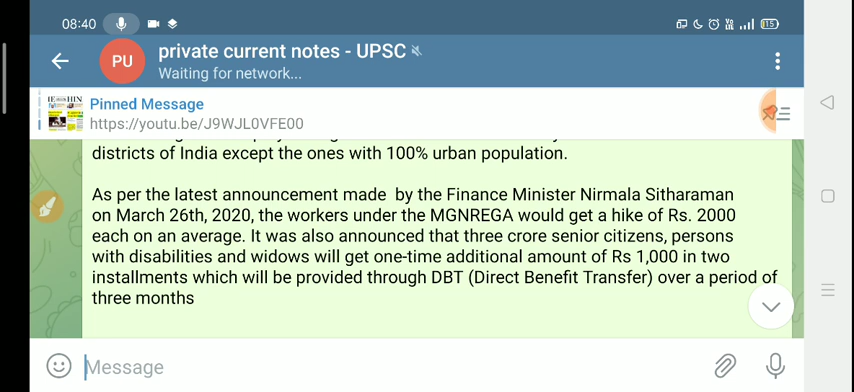 08:40
15
PU
private current notes - UPSC
Waiting for network...
Pinned Message
https://youtu.be/J9WJL0VFE00
districts of India except the ones with 100% urban population.
As per the latest announcement made by the Finance Minister Nirmala Sitharaman
on March 26th, 2020, the workers under the MGNREGA would get a hike of Rs. 2000
each on an average. It was also announced that three crore senior citizens, persons
with disabilities and widows will get one-time additional amount of Rs 1,000 in two
installments which will be provided through DBT (Direct Benefit Transfer) over a period of
three months
Message